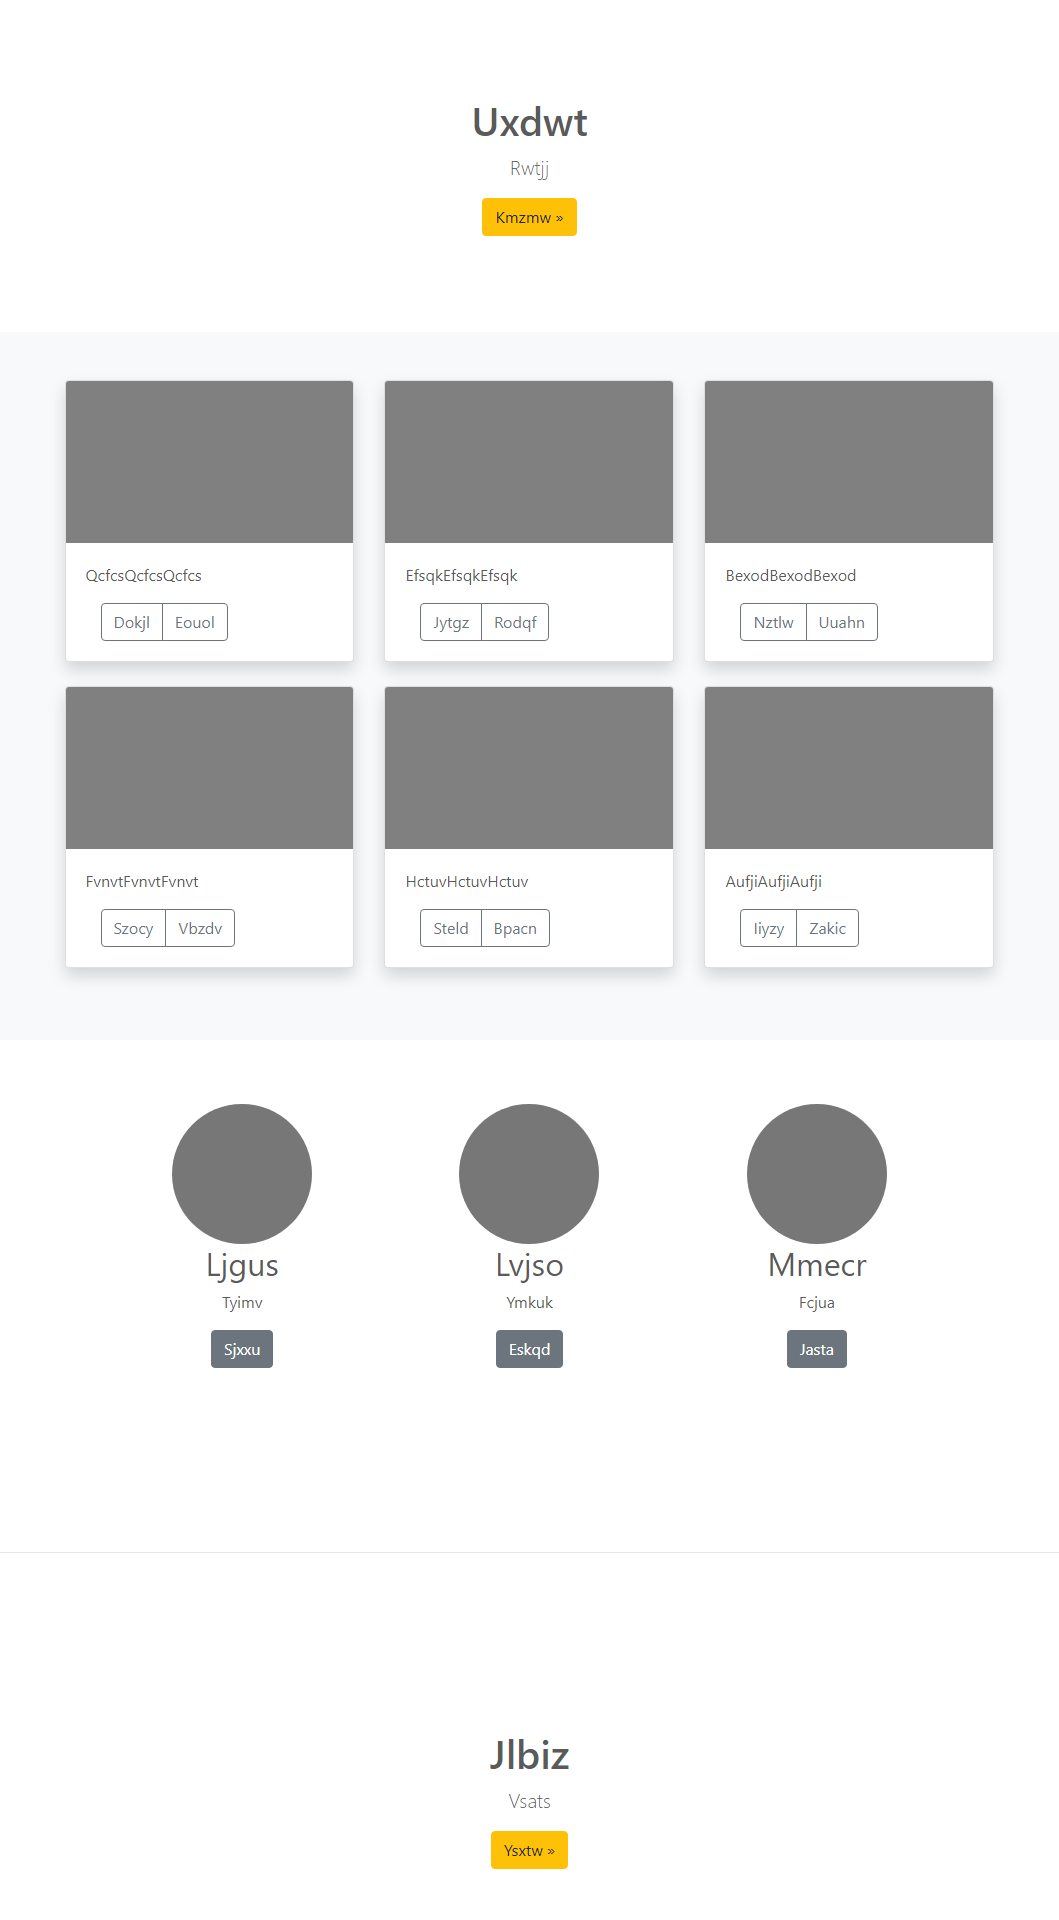 Uxdwt
Rwtjj
Kmzmw »
QcfcsQcfcsQcfcs
Dokjl Eouol
EfsqkEfsqkEfsqk
Jytgz Rodqf
BexodBexodBexod
Nztlw Uuahn
FvnvtFvnvtFvnvt
Szocy Vbzdv
HctuvHctuvHctuv
Steld Bpacn
AufjiAufjiAufji
Iiyzy Zakic
Ljgus
Tyimv
Sjxxu
Lvjso
Ymkuk
Eskqd
Mmecr
Fcjua
Jasta
Jlbiz
Vsats
Ysxtw »